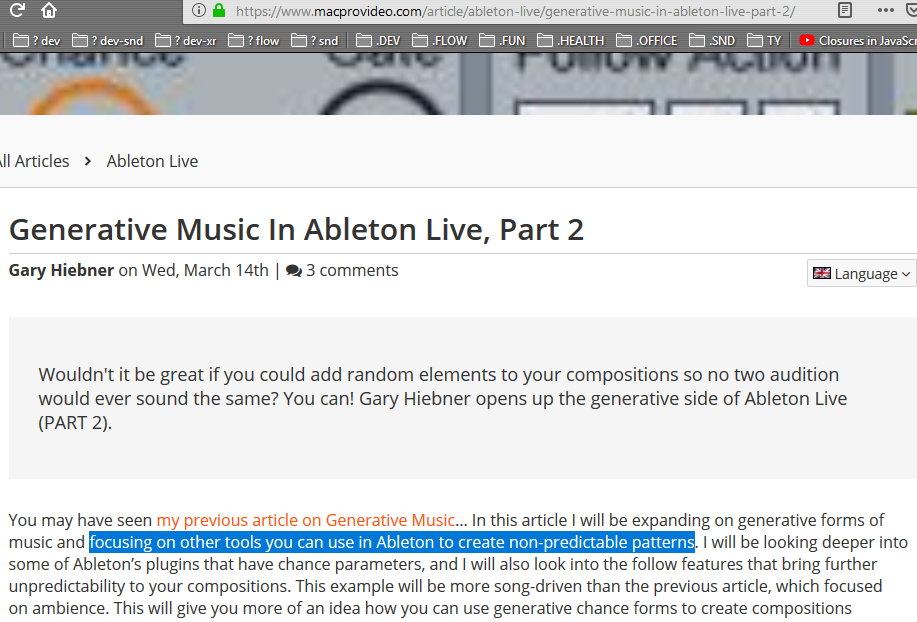 https://www.macprovideo.com/article/ableton-live/generative-music-in-ableton-live-part-2/
? dev ? dev-snd ? dev-xr ? flow ? snd .DEV .FLOW .FUN .HEALTH .OFFICE .SND TY Closures in JavaScr
Chance Gate Follow Action
All Articles > Ableton Live
Generative Music In Ableton Live, Part 2
Gary Hiebner on Wed, March 14th | 3 comments
Language
Wouldn't it be great if you could add random elements to your compositions so no two audition
would ever sound the same? You can! Gary Hiebner opens up the generative side of Ableton Live
(PART 2).
You may have seen my previous article on Generative Music... In this article I will be expanding on generative forms of
music and focusing on other tools you can use in Ableton to create non-predictable patterns. I will be looking deeper into
some of Ableton’s plugins that have chance parameters, and I will also look into the follow features that bring further
unpredictability to your compositions. This example will be more song-driven than the previous article, which focused
on ambience. This will give you more of an idea how you can use generative chance forms to create compositions